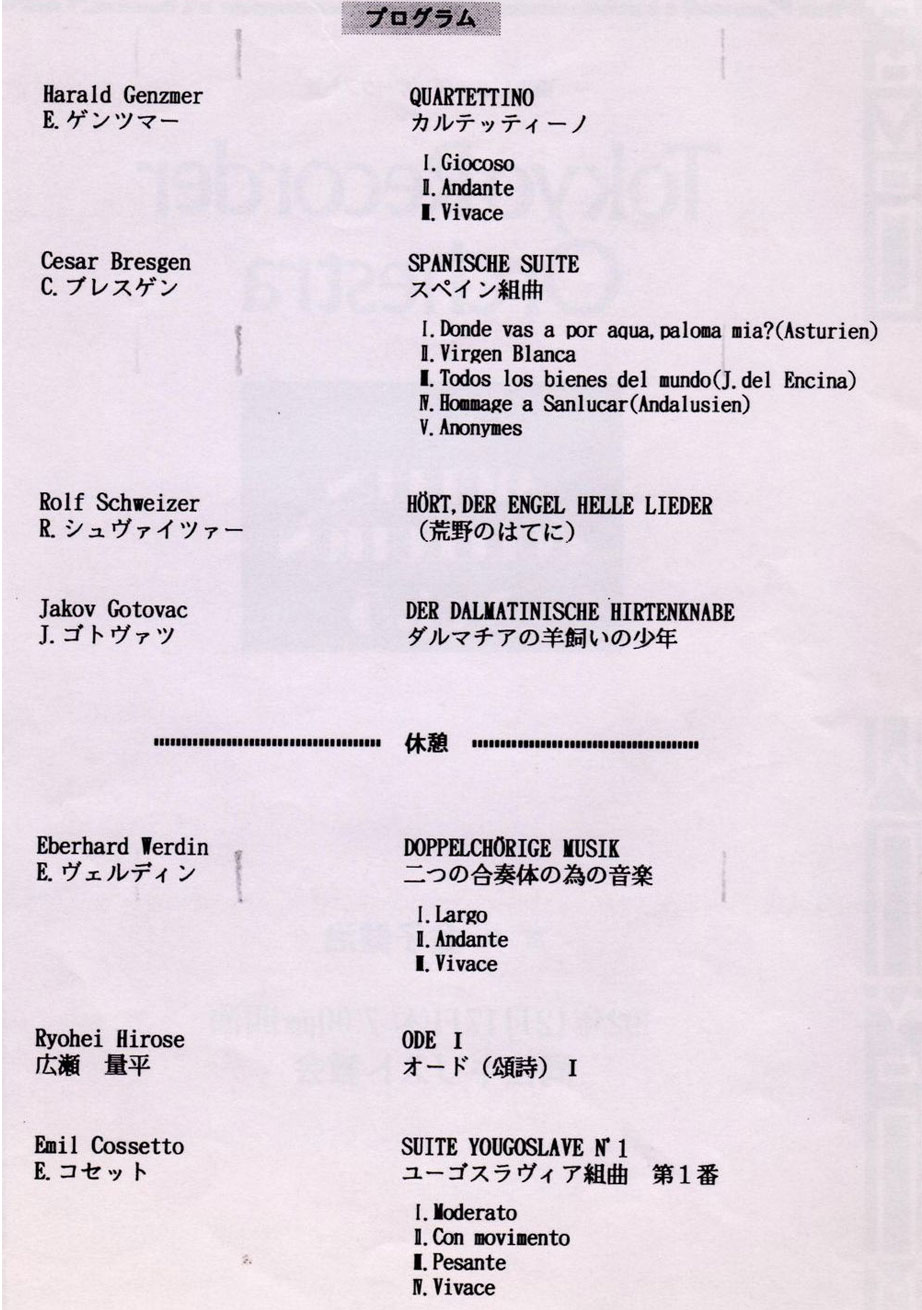 プログラム
Harald Genzmer QUARTETTINO
E.ゲンツマー カルテッティーノ
Ⅰ.Giocoso
Ⅱ.Andante
Ⅲ.Vivace
Cesar Bresgen SPANISCHE SUITE
C.ブレスゲン スペイン組曲
Ⅰ.Donde vas a por aqua,paloma mia?(Asturien)
Ⅱ.Virgen Blanca
Ⅲ.Todos los bienes del mundo(J.del Encina)
Ⅳ.Hommage a Sanlucar(Andalusien)
Ⅴ.Anonymes
Rolf Schweizer HÖRT,DER ENGEL HELLE LIEDER
R.シュヴァイツァー (荒野のはてに)
Jakov Gotovac DER DALMATINISCHE HIRTENKNABE
J.ゴトヴァツ ダルマチアの羊飼いの少年
休憩
Eberhard Werdin DOPPELCHÖRIGE MUSIK
E.ヴェルディン 二つの合奏体の為の音楽
Ⅰ.Largo
Ⅱ.Andante
Ⅲ.Vivace
Ryohei Hirose ODE I
広瀬 量平 オード(頌詩) I
Emil Cossetto SUITE YOUGOSLAVE N°1
E.コセット ユーゴスラヴィア組曲 第1番
Ⅰ.Moderato
Ⅱ.Con movimento
Ⅲ.Pesante
Ⅳ.Vivace